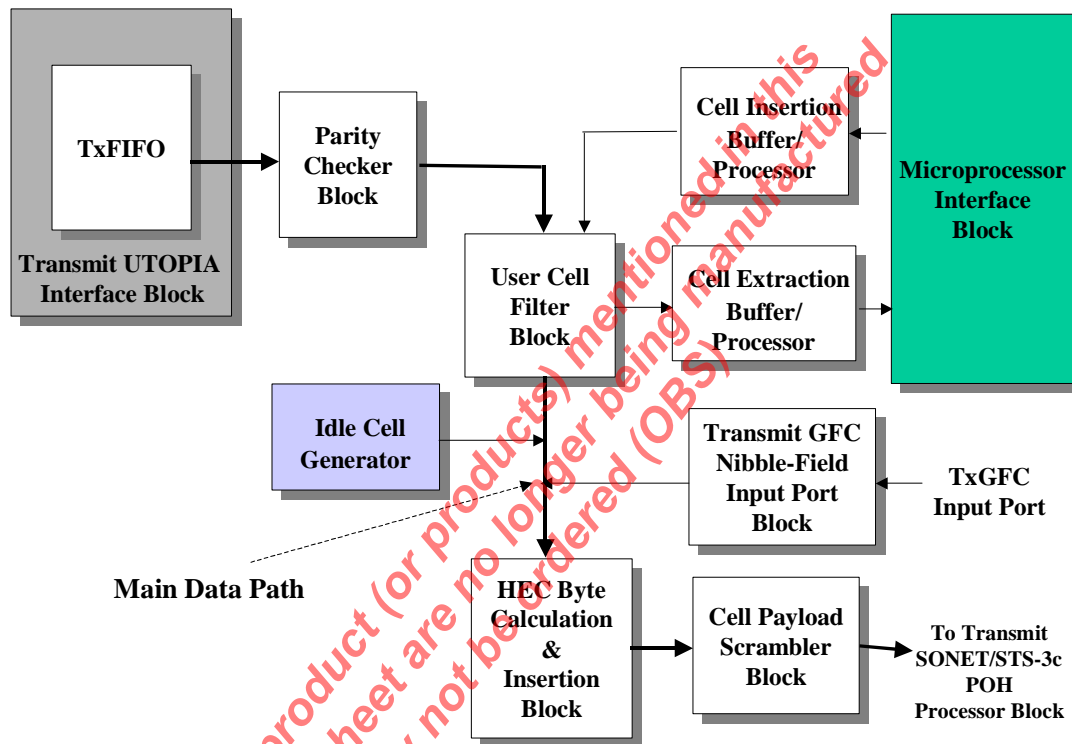 TxFIFO
Transmit UTOPIA
Interface Block
Parity
Checker
Block
Cell Insertion
Buffer/
Processor
Microprocessor
Interface
Block
User Cell
Filter
Block
Cell Extraction
Buffer/
Processor
Idle Cell
Generator
Transmit GFC
Nibble-Field
Input Port
Block
TxGFC
Input Port
Main Data Path
HEC Byte
Calculation
&
Insertion
Block
Cell Payload
Scrambler
Block
To Transmit
SONET/STS-3c
POH
Processor Block
product (or products) mentioned in this
sheet are no longer being manufactured
not be ordered (OBS)